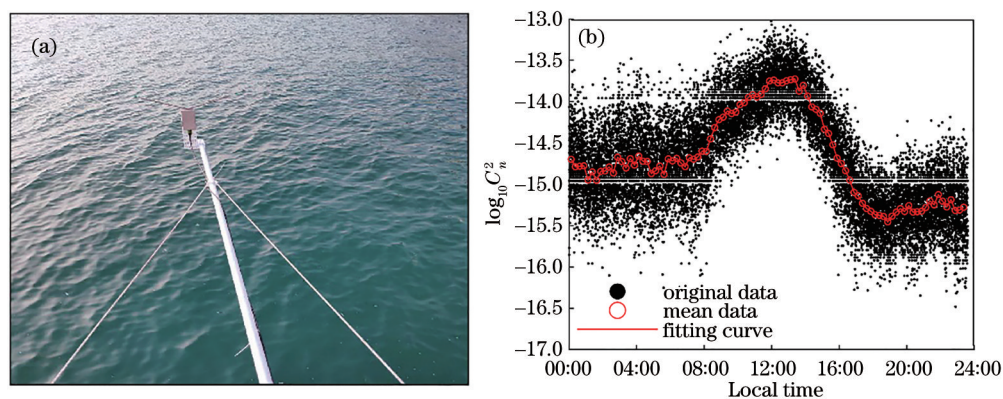 (a)
(b)
log₁₀C²ₙ
−13.0
−14.0
−14.5
−15.0
−15.5
−16.0
−16.5
−17.0
−13.5
original data
mean data
fitting curve
00:00 04:00 08:00 12:00 16:00 20:00 24:00
Local time